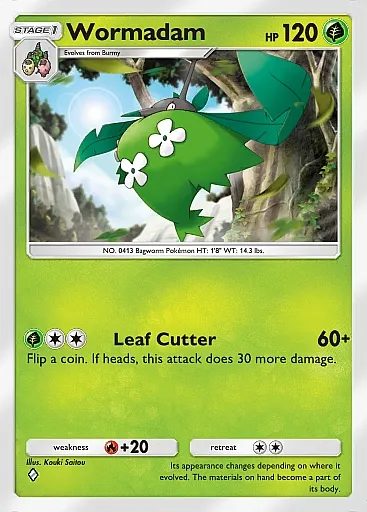 STAGE 1
Wormadam
HP 120
Evolves from Burmy
NO. 0413 Bagworm Pokémon HT: 1'8" WT: 14.3 lbs.
Leaf Cutter 60+
Flip a coin. If heads, this attack does 30 more damage.
weakness +20 retreat
Illus. Kouki Saitou
Its appearance changes depending on where it
evolved. The materials on hand become a part of
its body.